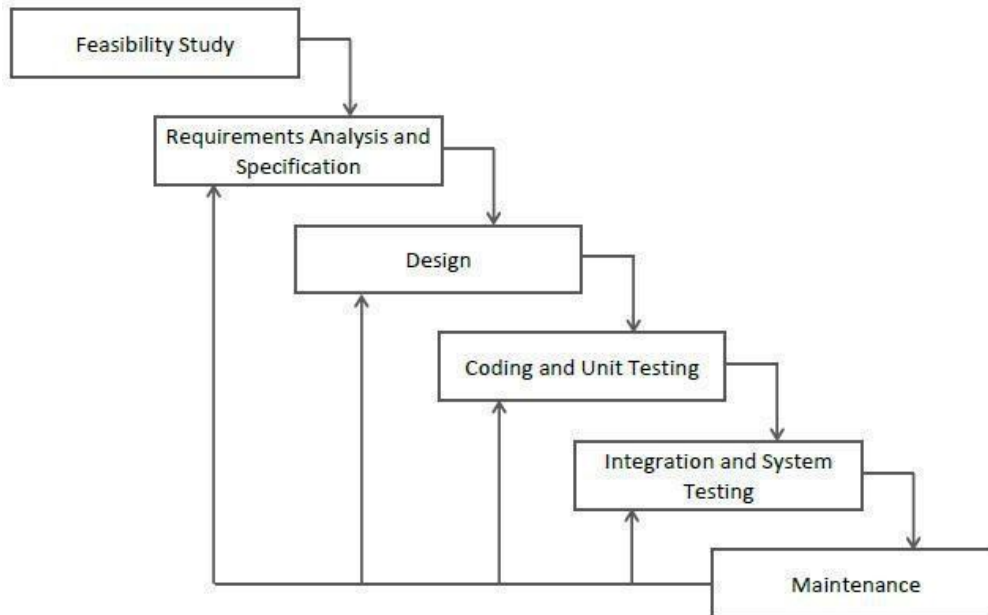 Feasibility Study
Requirements Analysis and
Specification
Design
Coding and Unit Testing
Integration and System
Testing
Maintenance